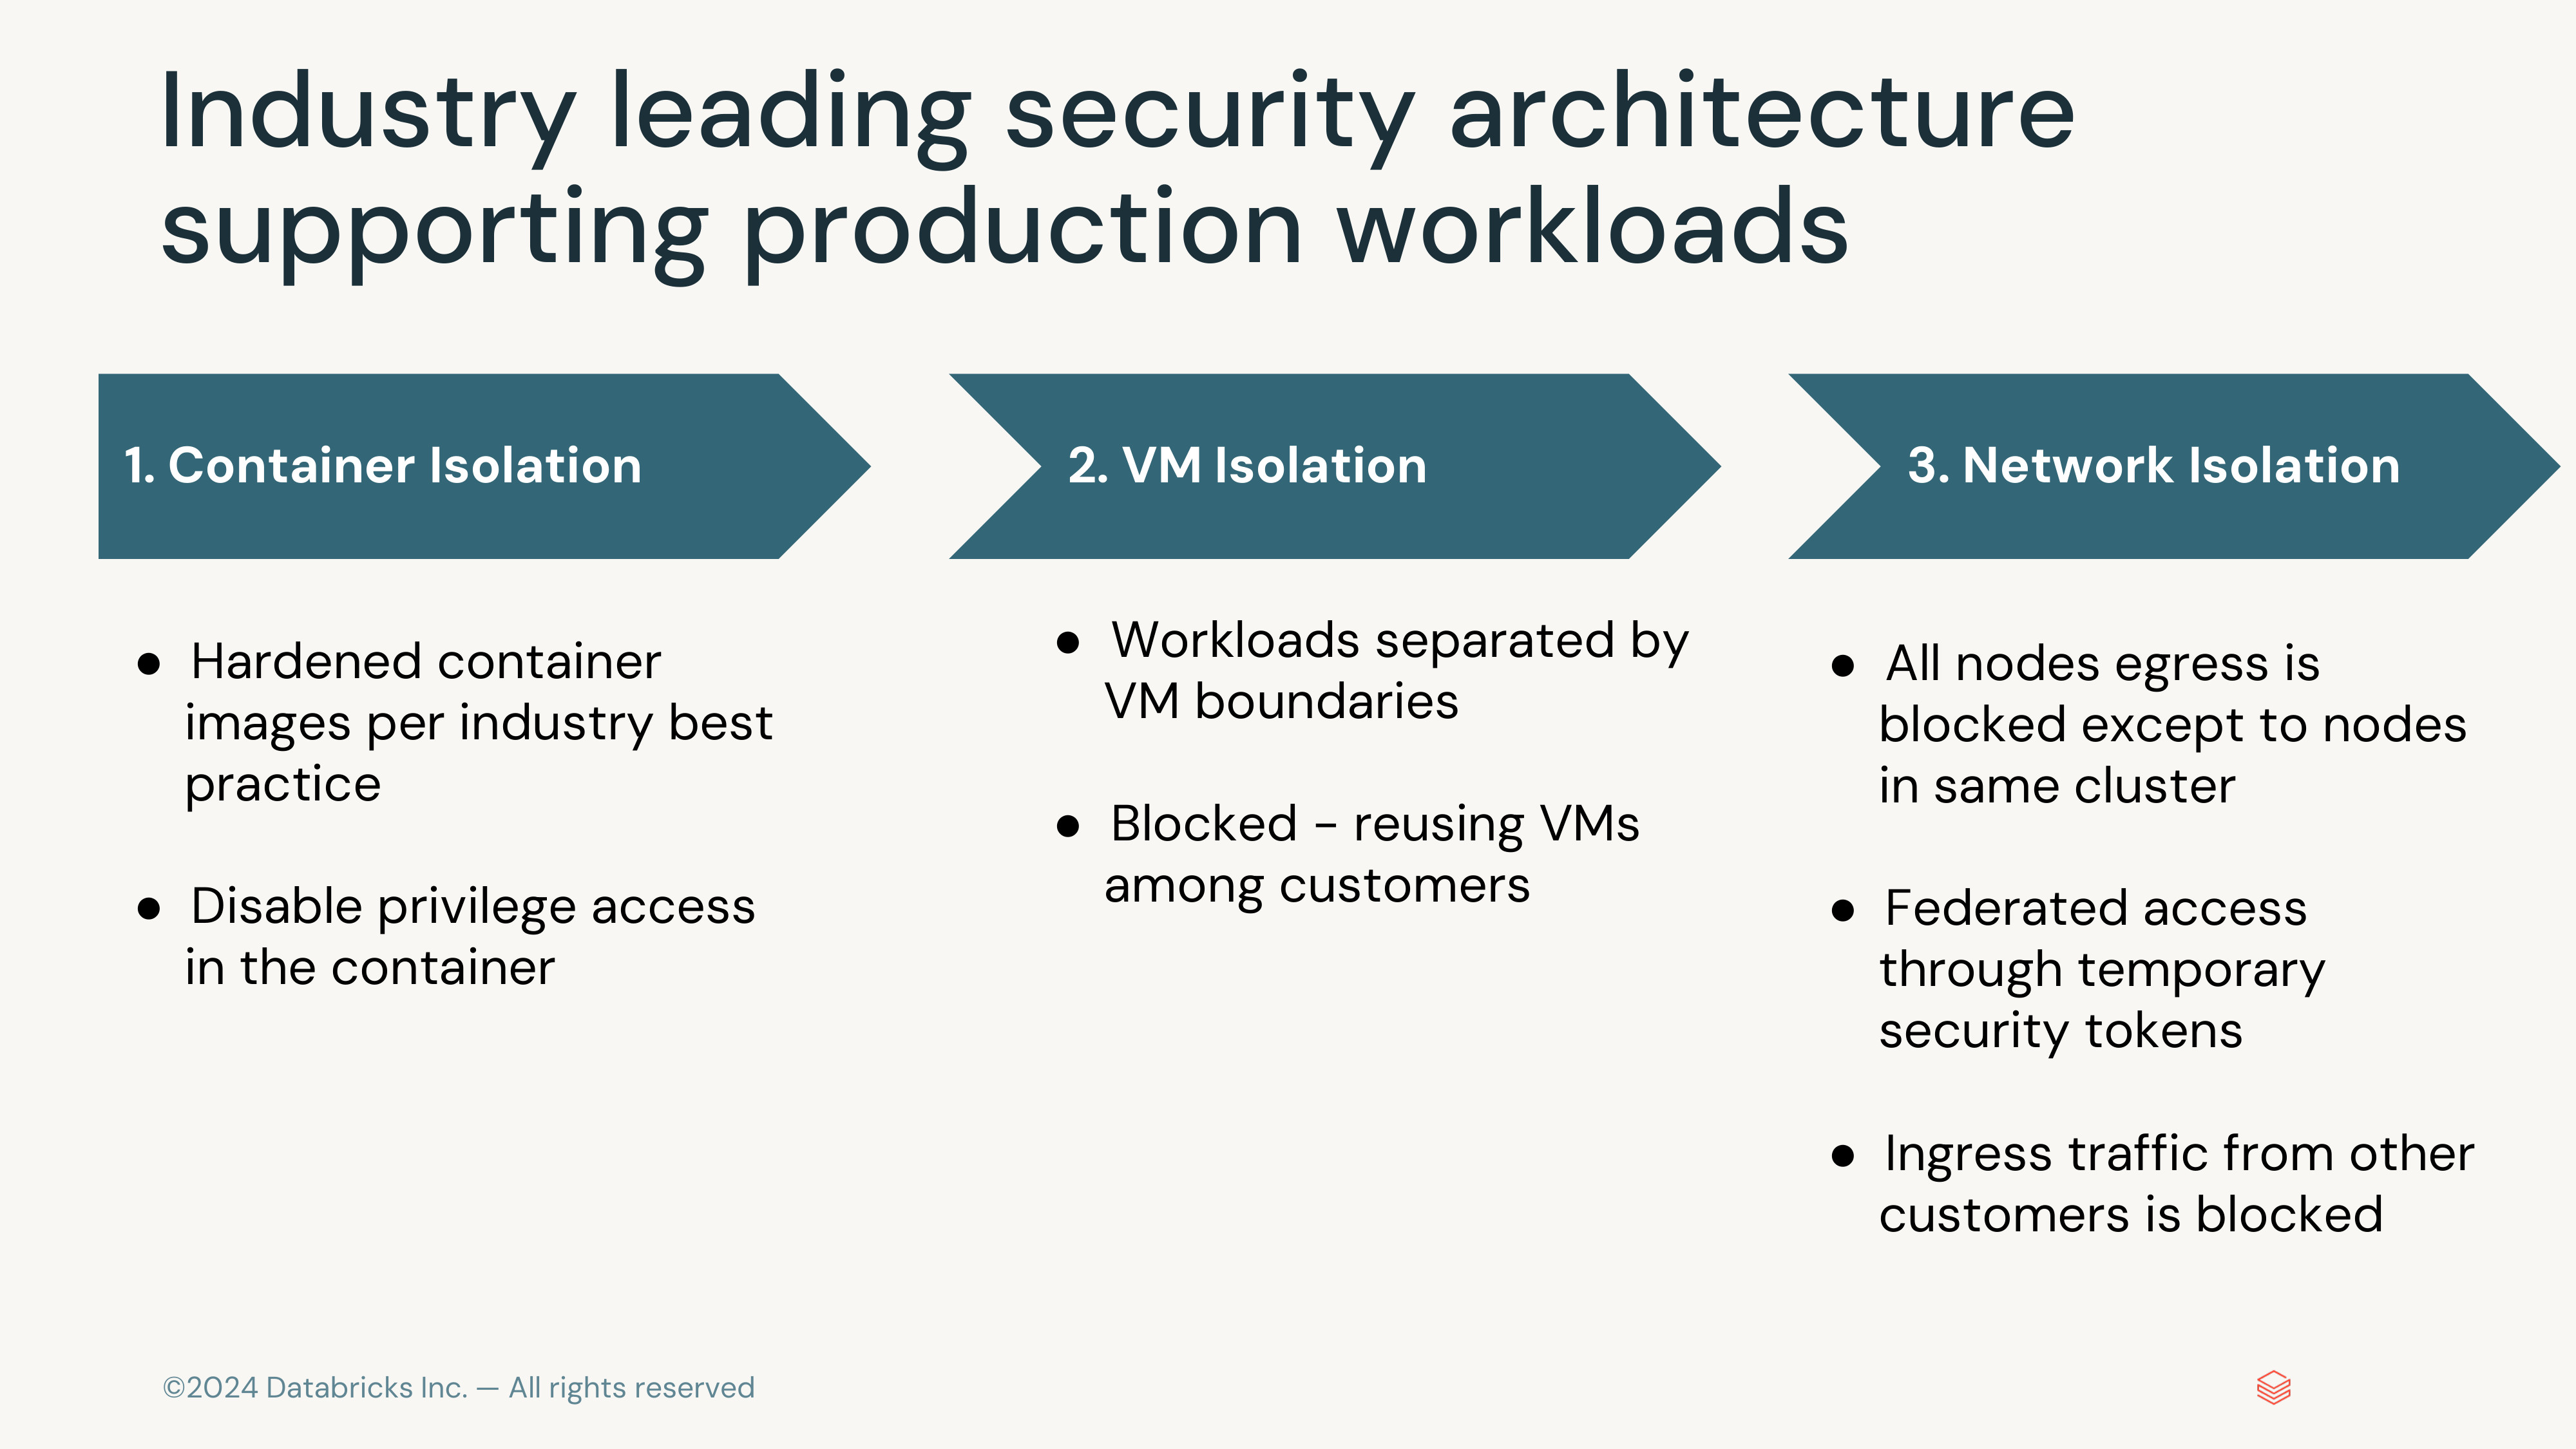 Industry leading security architecture
supporting production workloads
1. Container Isolation
● Hardened container
images per industry best
practice
● Disable privilege access
in the container
2. VM Isolation
● Workloads separated by
VM boundaries
● Blocked - reusing VMs
among customers
3. Network Isolation
● All nodes egress is
blocked except to nodes
in same cluster
● Federated access
through temporary
security tokens
● Ingress traffic from other
customers is blocked
©2024 Databricks Inc. — All rights reserved